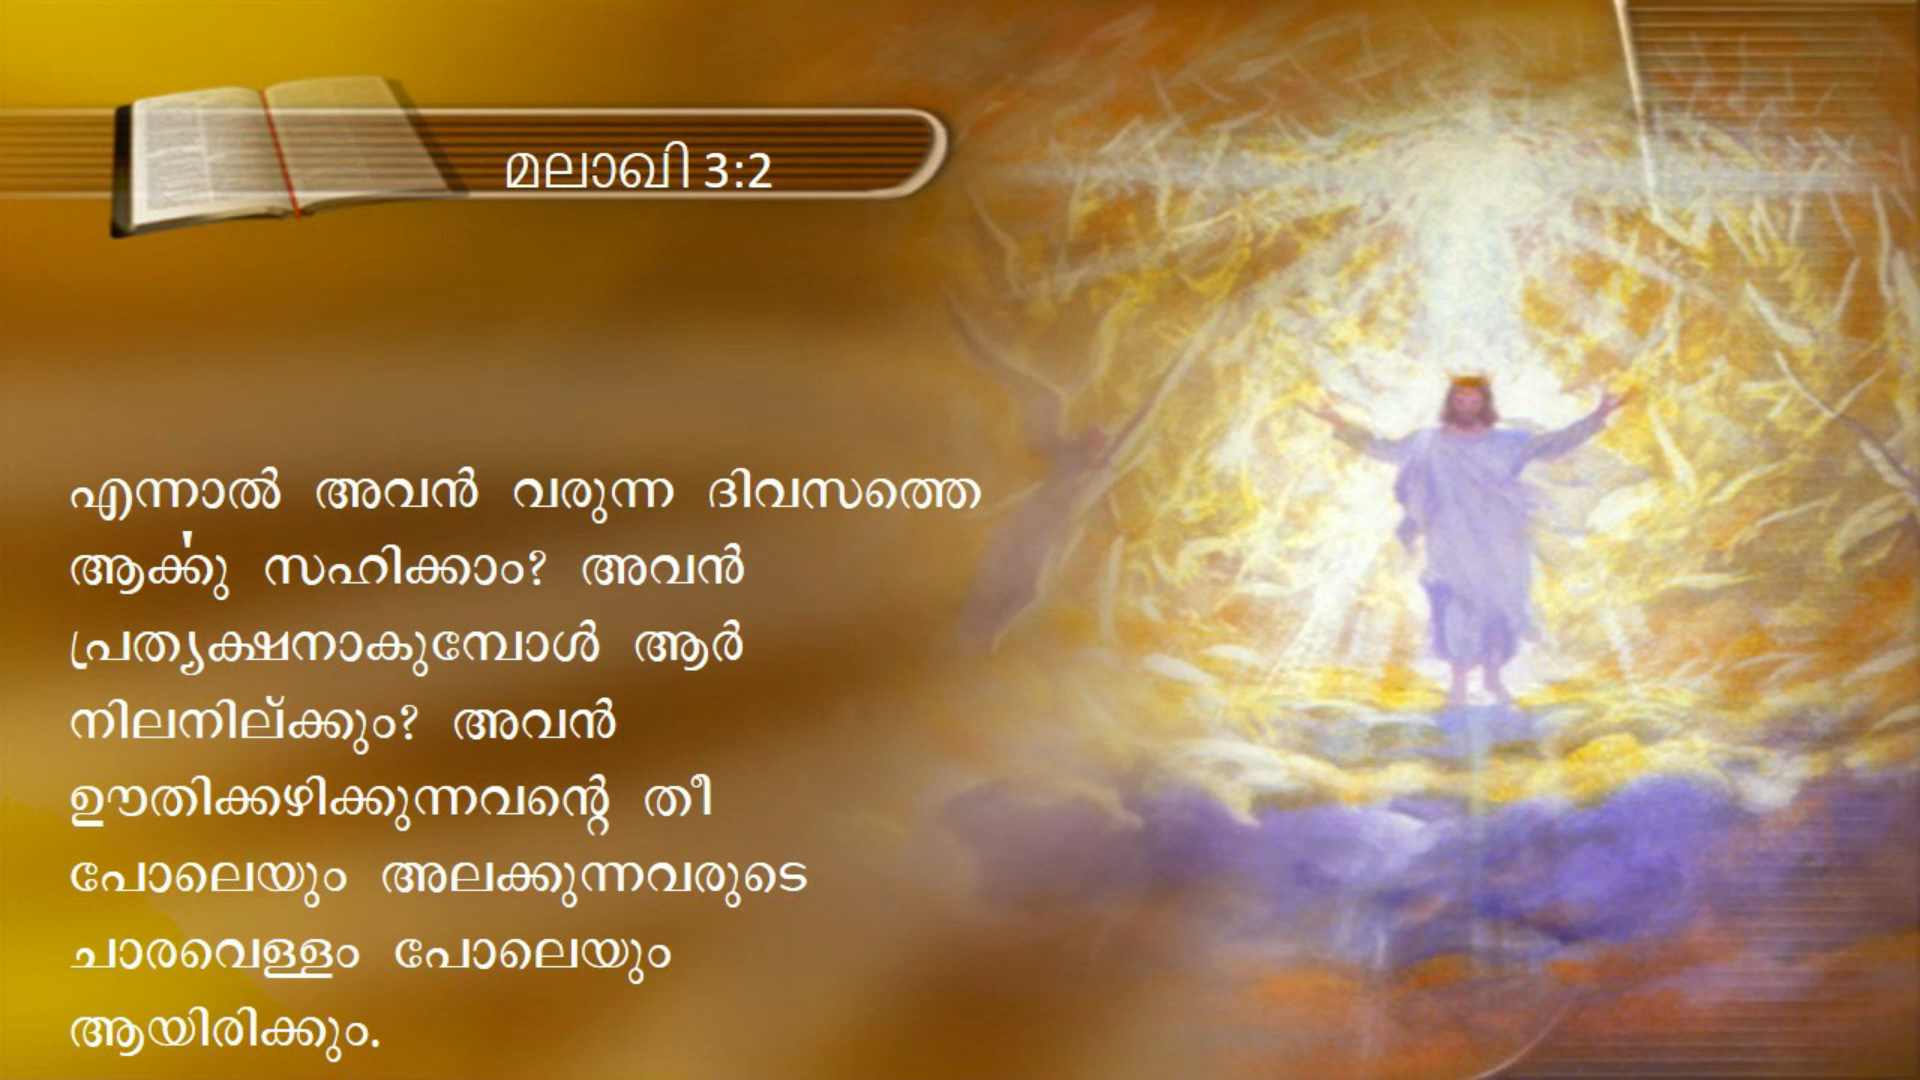 മലാഖി 3:2
എന്നാൽ അവൻ വരുന്ന ദിവസത്തെ
ആൎക്കു സഹിക്കാം? അവൻ
പ്രത്യക്ഷനാകുമ്പോൾ ആർ
നിലനില്ക്കും? അവൻ
ഊതിക്കഴിക്കുന്നവന്റെ തീ
പോലെയും അലക്കുന്നവരുടെ
ചാരവെള്ളം പോലെയും
ആയിരിക്കും.